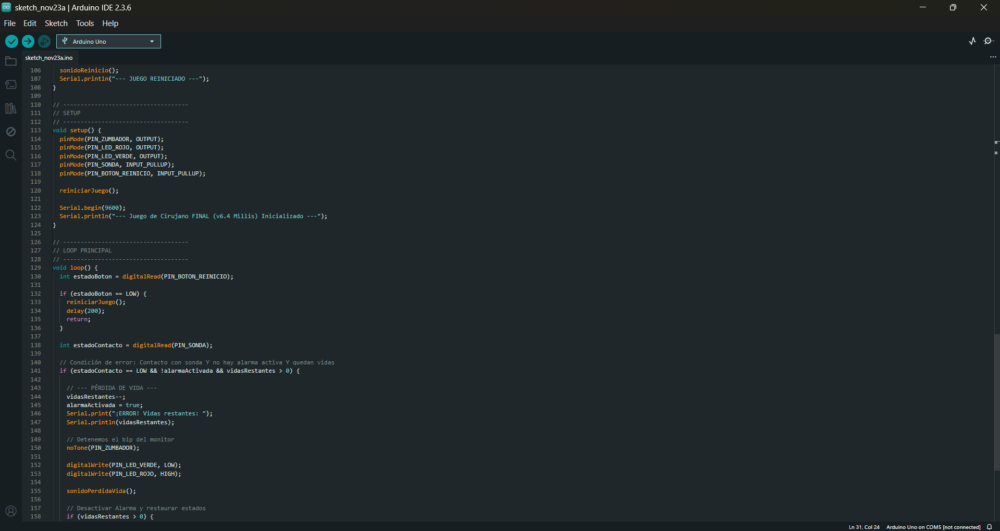 sketch_nov23a | Arduino IDE 2.3.6
File Edit Sketch Tools Help
Arduino Uno
sketch_nov23a.ino
106 sonidoReinicio();
107 Serial.println("--- JUEGO REINICIADO ---");
108 }
109
110 // ------------------------------------
111 // SETUP
112 // ------------------------------------
113 void setup() {
114 pinMode(PIN_ZUMBADOR, OUTPUT);
115 pinMode(PIN_LED_ROJO, OUTPUT);
116 pinMode(PIN_LED_VERDE, OUTPUT);
117 pinMode(PIN_SONDA, INPUT_PULLUP);
118 pinMode(PIN_BOTON_REINICIO, INPUT_PULLUP);
119
120 reiniciarJuego();
121
122 Serial.begin(9600);
123 Serial.println("--- Juego de Cirujano FINAL (v6.4 Millis) Inicializado ---");
124 }
125
126 // ------------------------------------
127 // LOOP PRINCIPAL
128 // ------------------------------------
129 void loop() {
130 int estadoBoton = digitalRead(PIN_BOTON_REINICIO);
131
132 if (estadoBoton == LOW) {
133 reiniciarJuego();
134 delay(200);
135 return;
136 }
137
138 int estadoContacto = digitalRead(PIN_SONDA);
139
140 // Condición de error: Contacto con sonda Y no hay alarma activa Y quedan vidas
141 if (estadoContacto == LOW && !alarmaActivada && vidasRestantes > 0) {
142
143 // --- PÉRDIDA DE VIDA ---
144 vidasRestantes--;
145 alarmaActivada = true;
146 Serial.print("¡ERROR! Vidas restantes: ");
147 Serial.println(vidasRestantes);
148
149 // Detenemos el bip del monitor
150 noTone(PIN_ZUMBADOR);
151
152 digitalWrite(PIN_LED_VERDE, LOW);
153 digitalWrite(PIN_LED_ROJO, HIGH);
154
155 sonidoPerdidaVida();
156
157 // Desactivar Alarma y restaurar estados
158 if (vidasRestantes > 0) {
Ln 31, Col 24 Arduino Uno on COM5 [not connected]